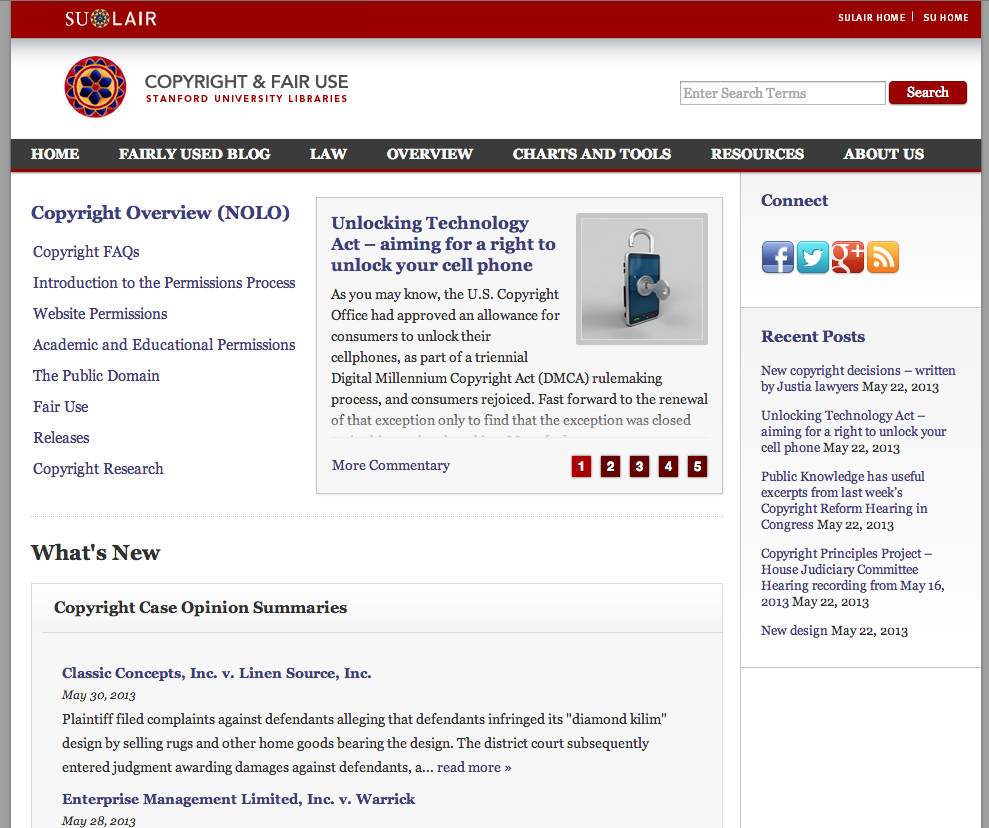 SU LAIR
SULAIR HOME | SU HOME
COPYRIGHT & FAIR USE
STANFORD UNIVERSITY LIBRARIES
Enter Search Terms
Search
HOME FAIRLY USED BLOG LAW OVERVIEW CHARTS AND TOOLS RESOURCES ABOUT US
Copyright Overview (NOLO)
Copyright FAQs
Introduction to the Permissions Process
Website Permissions
Academic and Educational Permissions
The Public Domain
Fair Use
Releases
Copyright Research
Unlocking Technology
Act – aiming for a right to
unlock your cell phone
As you may know, the U.S. Copyright
Office had approved an allowance for
consumers to unlock their
cellphones, as part of a triennial
Digital Millennium Copyright Act (DMCA) rulemaking
process, and consumers rejoiced. Fast forward to the renewal
of that exception only to find that the exception was closed
More Commentary
1 2 3 4 5
Connect
Recent Posts
New copyright decisions – written
by Justia lawyers May 22, 2013
Unlocking Technology Act –
aiming for a right to unlock your
cell phone May 22, 2013
Public Knowledge has useful
excerpts from last week's
Copyright Reform Hearing in
Congress May 22, 2013
Copyright Principles Project –
House Judiciary Committee
Hearing recording from May 16,
2013 May 22, 2013
New design May 22, 2013
What's New
Copyright Case Opinion Summaries
Classic Concepts, Inc. v. Linen Source, Inc.
May 30, 2013
Plaintiff filed complaints against defendants alleging that defendants infringed its "diamond kilim"
design by selling rugs and other home goods bearing the design. The district court subsequently
entered judgment awarding damages against defendants, a... read more »
Enterprise Management Limited, Inc. v. Warrick
May 28, 2013